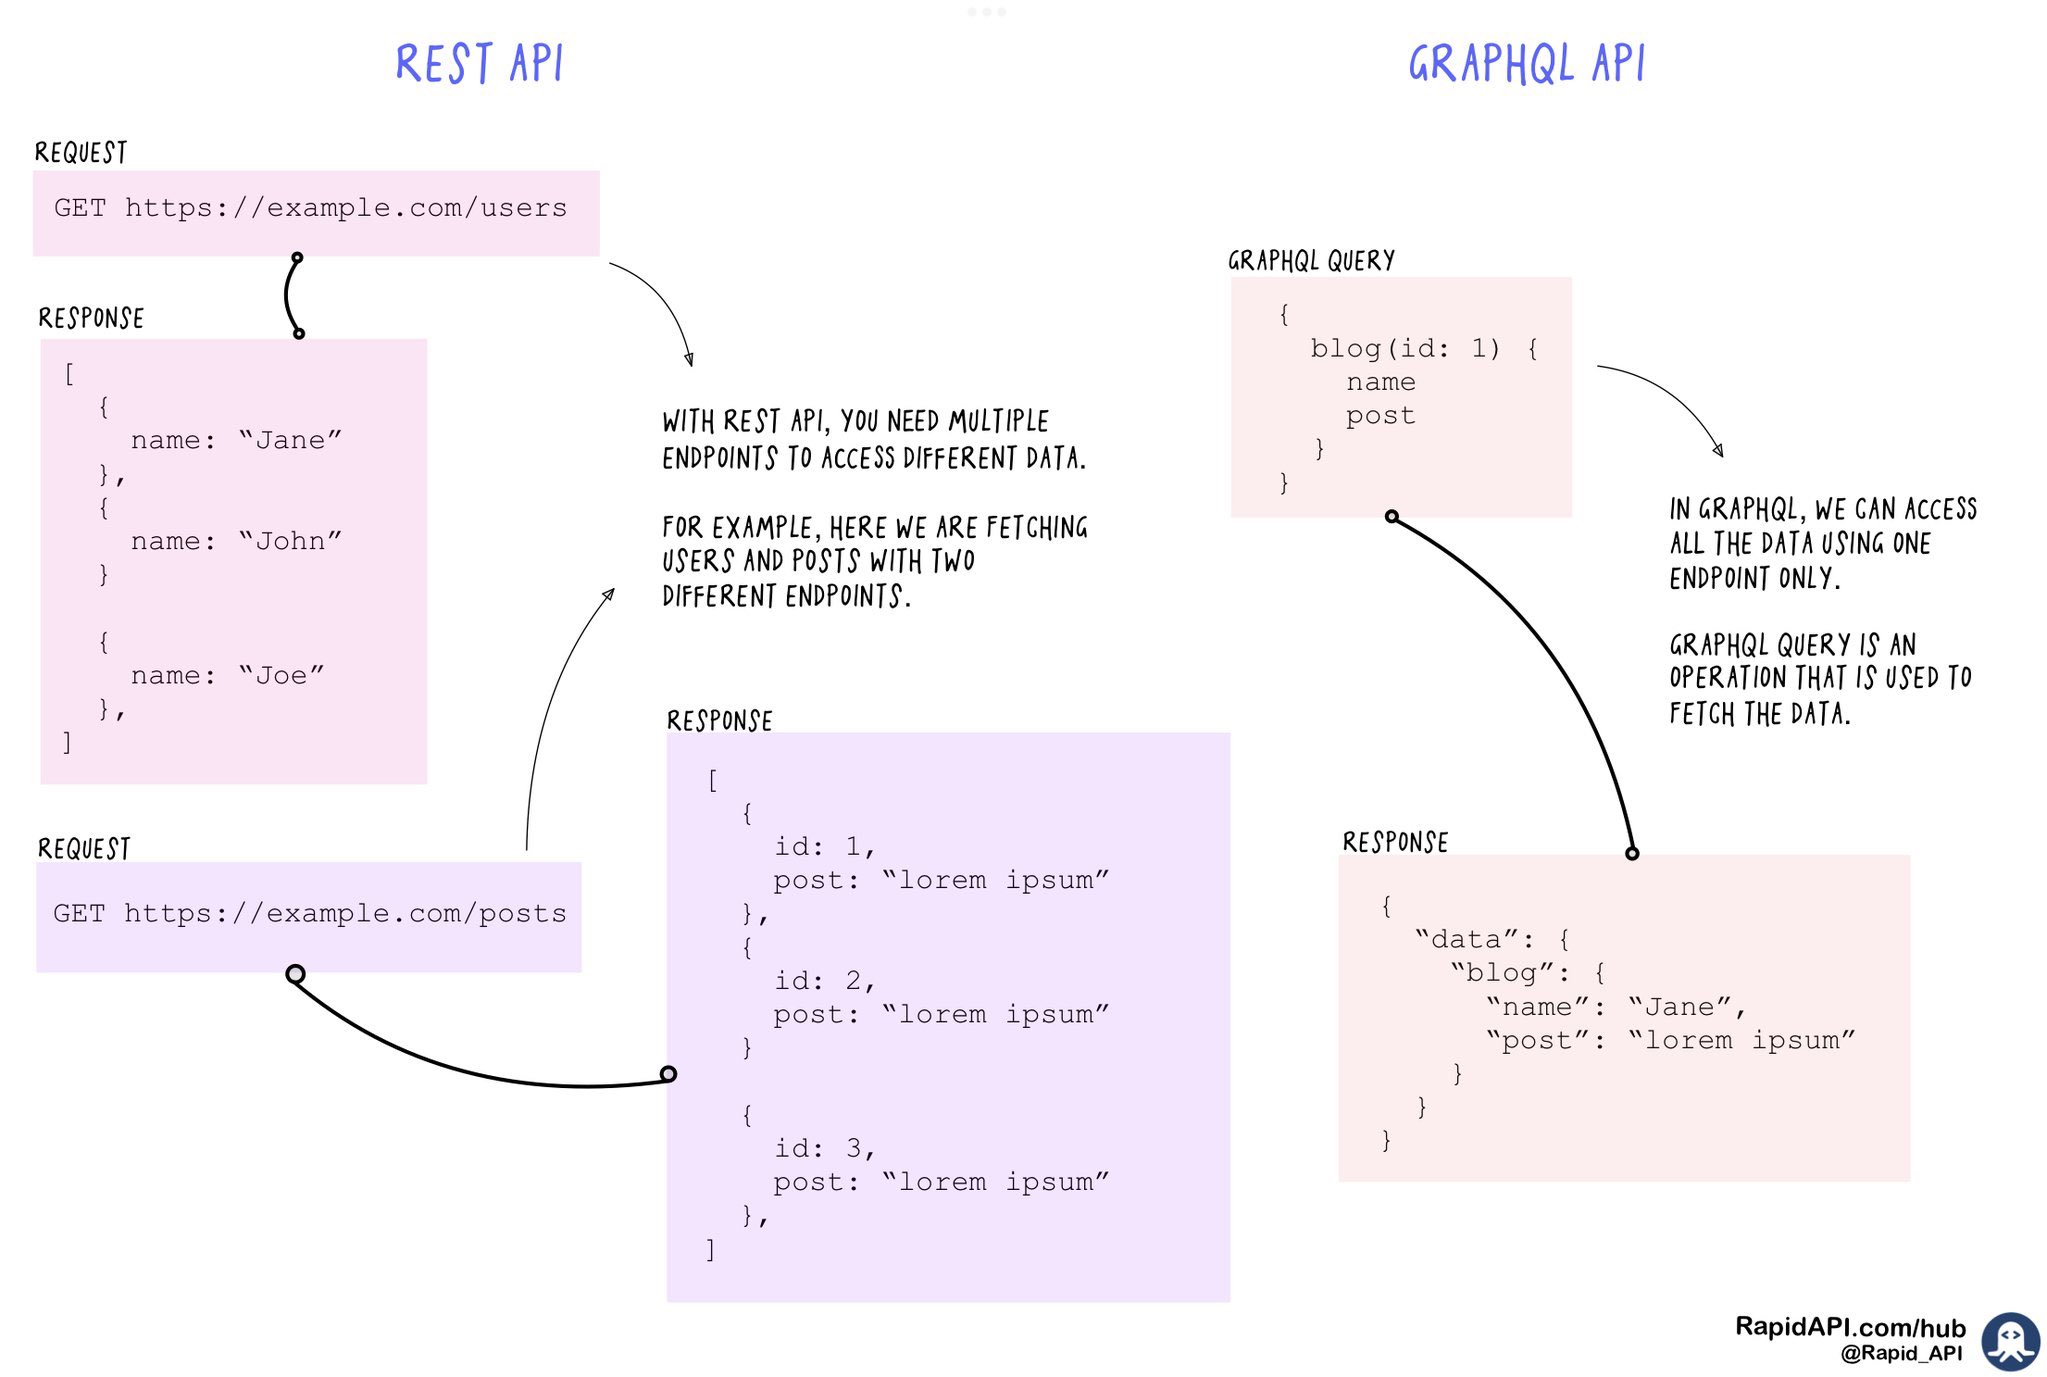 REST API
REQUEST
GET https://example.com/users
RESPONSE
[
{
name: “Jane”
},
{
name: “John”
}
{
name: “Joe”
},
]
WITH REST API, YOU NEED MULTIPLE
ENDPOINTS TO ACCESS DIFFERENT DATA.
FOR EXAMPLE, HERE WE ARE FETCHING
USERS AND POSTS WITH TWO
DIFFERENT ENDPOINTS.
REQUEST
GET https://example.com/posts
RESPONSE
[
{
id: 1,
post: “lorem ipsum”
},
{
id: 2,
post: “lorem ipsum”
}
{
id: 3,
post: “lorem ipsum”
},
]
GRAPHQL API
GRAPHQL QUERY
{
blog(id: 1) {
name
post
}
}
IN GRAPHQL, WE CAN ACCESS
ALL THE DATA USING ONE
ENDPOINT ONLY.
GRAPHQL QUERY IS AN
OPERATION THAT IS USED TO
FETCH THE DATA.
RESPONSE
{
“data”: {
“blog”: {
“name”: “Jane”,
“post”: “lorem ipsum”
}
}
}
RapidAPI.com/hub
@Rapid_API